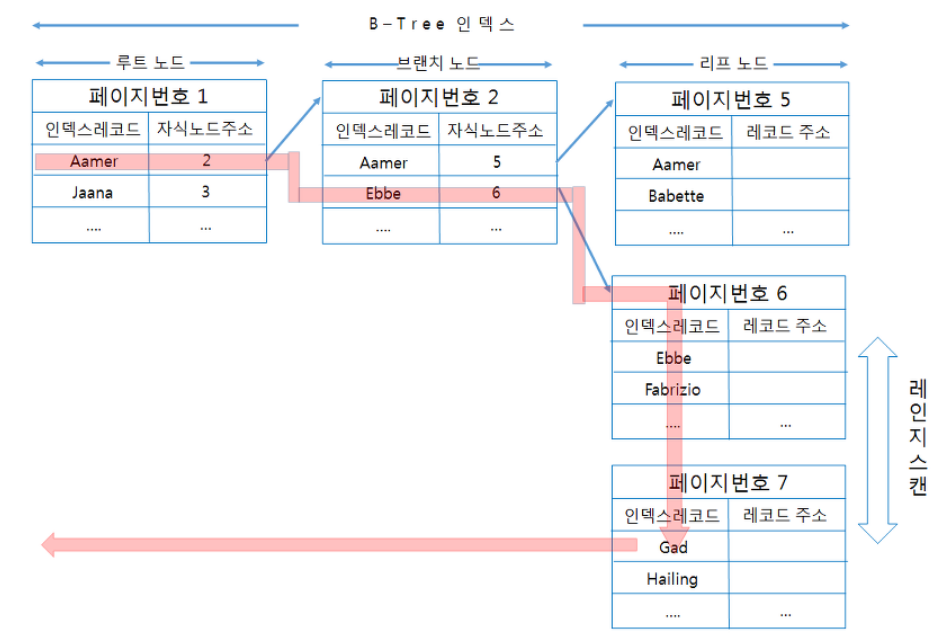 B-Tree 인덱스
루트 노드
브랜치 노드
리프 노드
페이지번호 1
인덱스레코드 자식노드주소
Aamer 2
Jaana 3
.... ...
페이지번호 2
인덱스레코드 자식노드주소
Aamer 5
Ebbe 6
.... ...
페이지번호 5
인덱스레코드 레코드 주소
Aamer
Babette
.... ...
페이지번호 6
인덱스레코드 레코드 주소
Ebbe
Fabrizio
.... ...
페이지번호 7
인덱스레코드 레코드 주소
Gad
Hailing
.... ...
레인지스캔